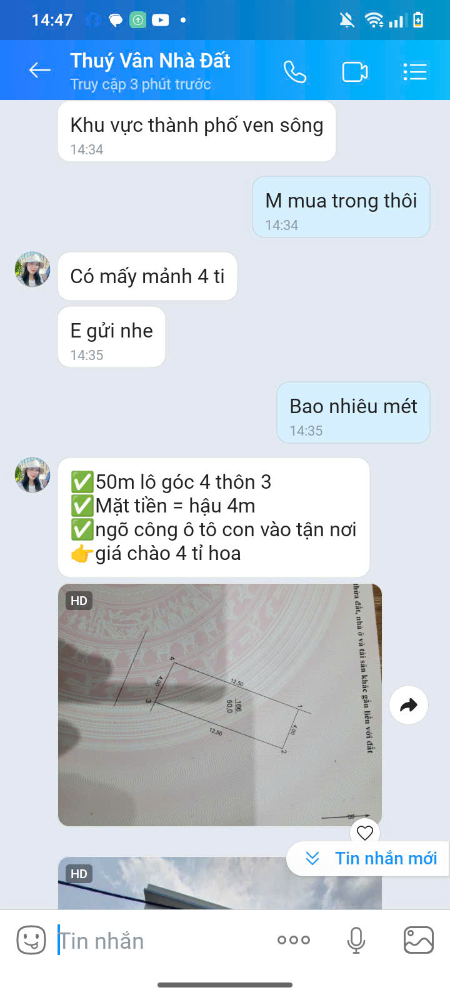 14:47
Thuý Vân Nhà Đất
Truy cập 3 phút trước
Khu vực thành phố ven sông
14:34
M mua trong thôi
14:34
Có mấy mảnh 4 ti
E gửi nhe
14:35
Bao nhiêu mét
14:35
✅50m lô góc 4 thôn 3
✅Mặt tiền = hậu 4m
✅ngõ công ô tô con vào tận nơi
👉giá chào 4 tỉ hoa
HD
thửa đất, nhà ở và tài sản khác gắn liền với đất
4
12,50
1
4,00
166
50,0
4,00
3
12,50
2
B
Tin nhắn mới
HD
Tin nhắn